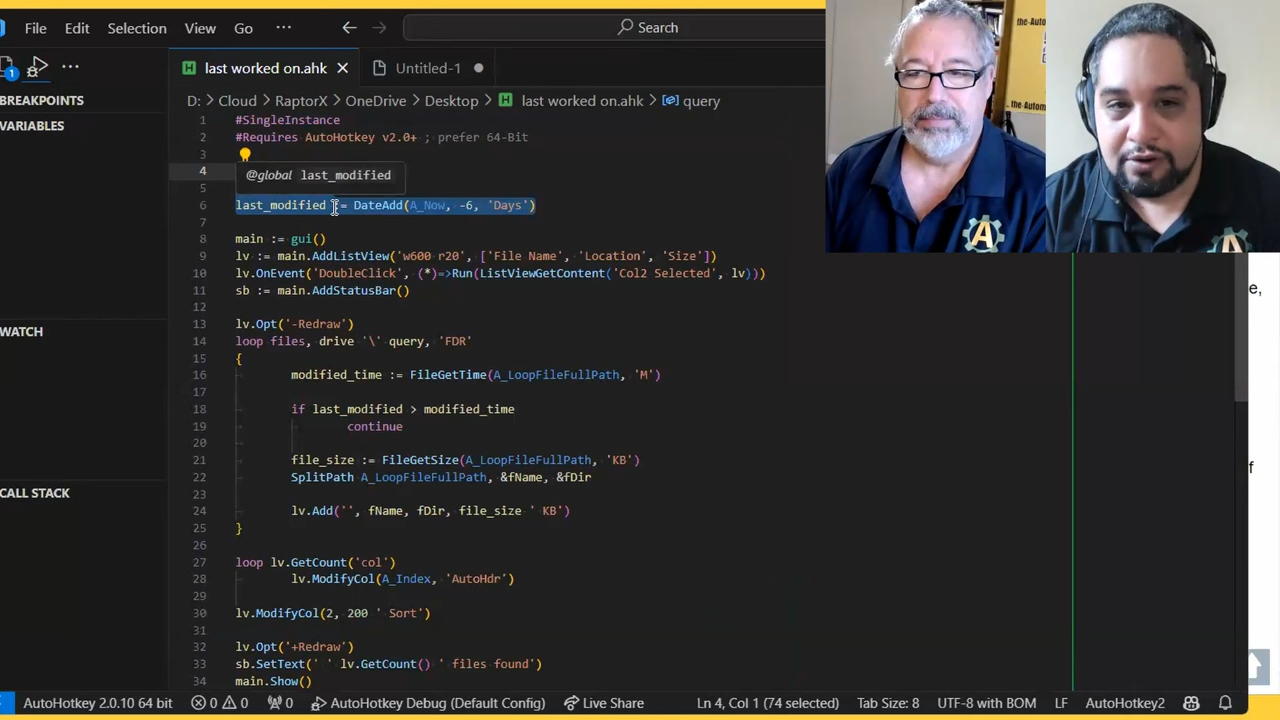 File Edit Selection View Go ··· Search
the-Autom
last worked on.ahk Untitled-1
D: > Cloud > RaptorX > OneDrive > Desktop > last worked on.ahk > query
1
BREAKPOINTS
VARIABLES
WATCH
CALL STACK
... the-Autom
A
1 #SingleInstance
2 #Requires AutoHotkey v2.0+ ; prefer 64-Bit
3
4
@global last_modified
5
6 last_modified := DateAdd(A_Now, -6, 'Days')
7
8 main := gui()
9 lv := main.AddListView('w600 r20', ['File Name', 'Location', 'Size'])
10 lv.OnEvent('DoubleClick', (*)=>Run(ListViewGetContent('Col2 Selected', lv)))
11 sb := main.AddStatusBar()
12
13 lv.Opt('-Redraw')
14 loop files, drive '\' query, 'FDR'
15 {
16 modified_time := FileGetTime(A_LoopFileFullPath, 'M')
17
18 if last_modified > modified_time
19 continue
20
21 file_size := FileGetSize(A_LoopFileFullPath, 'KB')
22 SplitPath A_LoopFileFullPath, &fName, &fDir
23
24 lv.Add('', fName, fDir, file_size ' KB')
25 }
26
27 loop lv.GetCount('col')
28 lv.ModifyCol(A_Index, 'AutoHdr')
29
30 lv.ModifyCol(2, 200 ' Sort')
31
32 lv.Opt('+Redraw')
33 sb.SetText(' ' lv.GetCount() ' files found')
34 main.Show()
e,
f
AutoHotkey 2.0.10 64 bit 0 0 0 AutoHotkey Debug (Default Config) Live Share Ln 4, Col 1 (74 selected) Tab Size: 8 UTF-8 with BOM LF AutoHotkey2